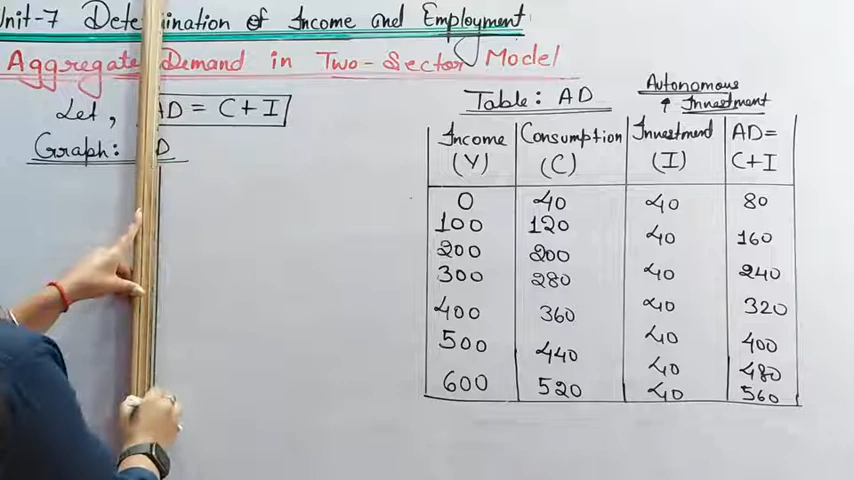 Unit-7 Dete ination of Income and Employment
Aggregate Demand in Two-Sector Model
Let, AD = C+I
Graph: D
Table: AD
Autonomous
↑ Investment
Income Consumption Investment AD=
(Y) (C) (I) C+I
0 40 40 80
100 120 40 160
200 200 40 240
300 280 40 320
400 360 40 400
500 440 40 480
600 520 40 560